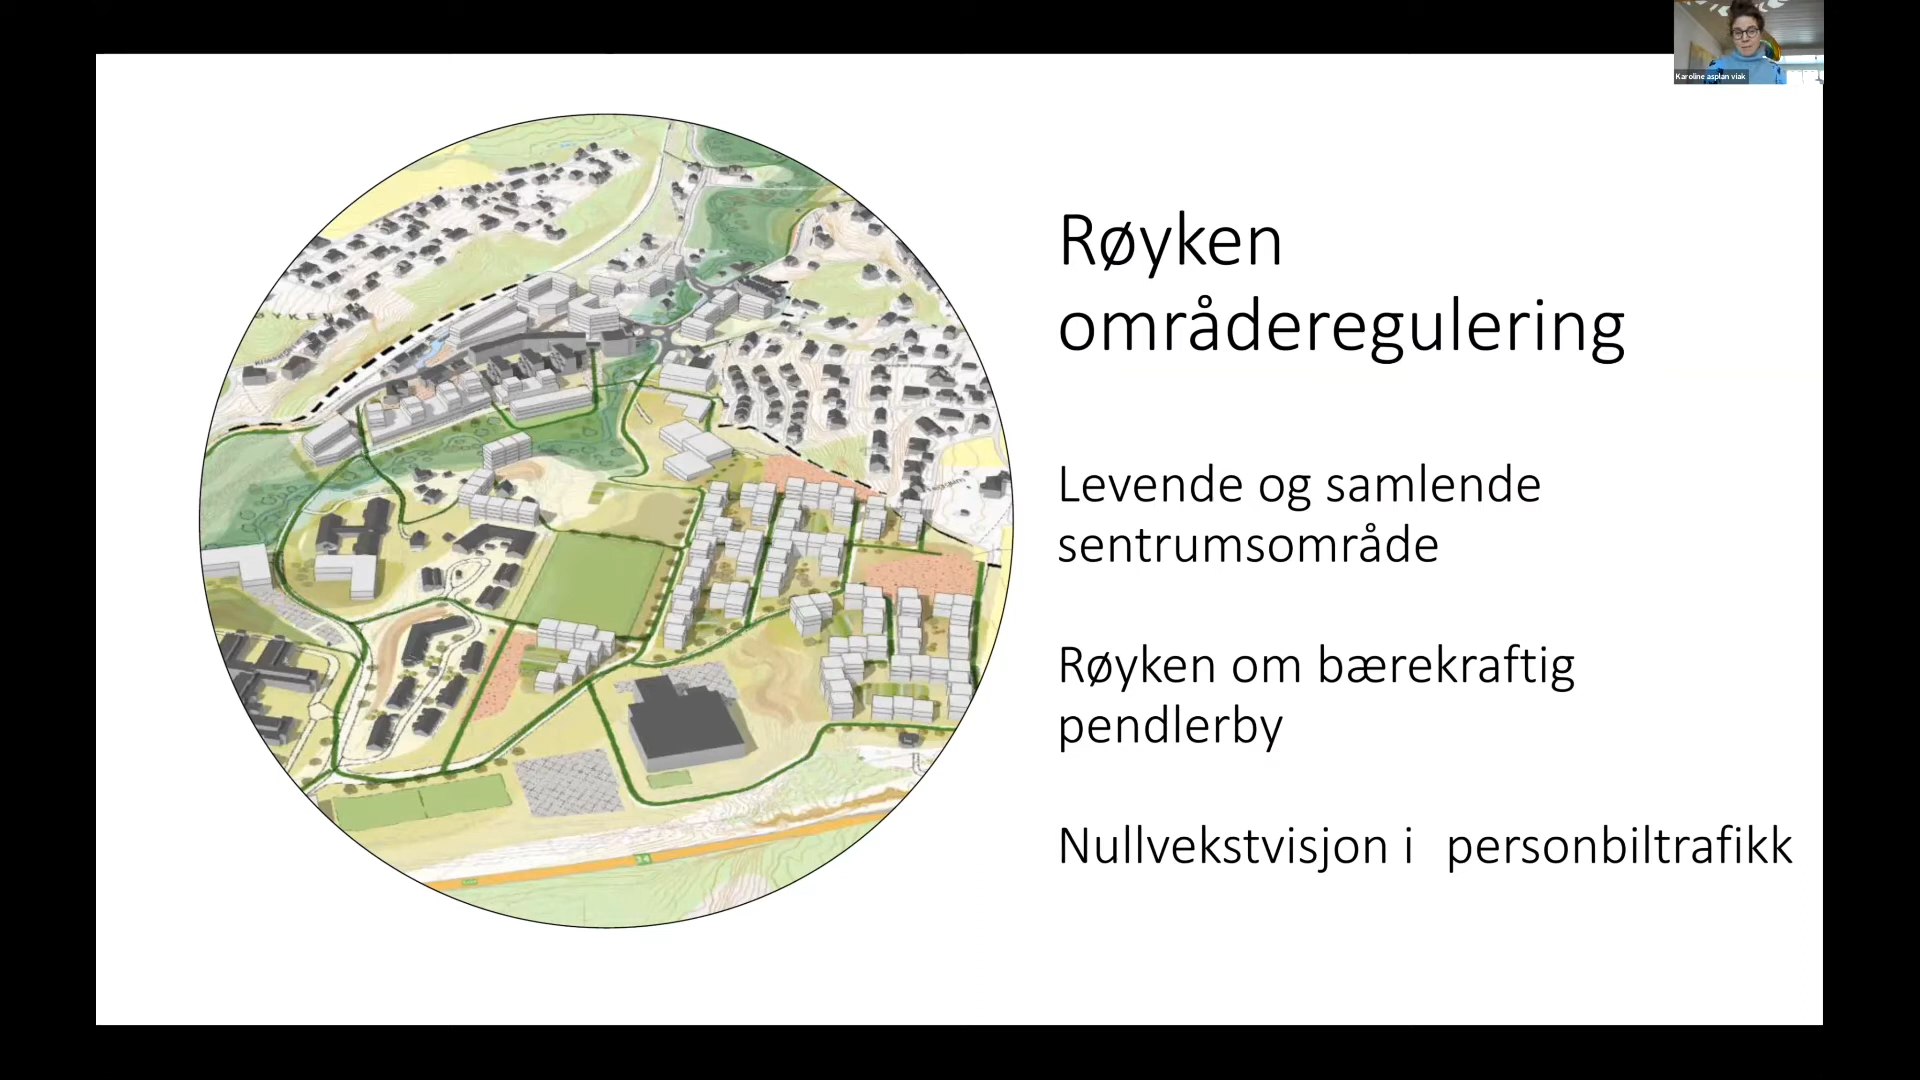 Karoline asplan viak
Røyken
områderegulering
Levende og samlende
sentrumsområde
Røyken om bærekraftig
pendlerby
Nullvekstvisjon i personbiltrafikk